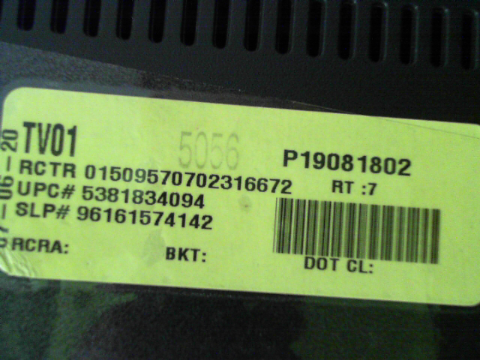 TV01 5056 P19081802
RCTR 01509570702316672 RT :7
UPC# 5381834094
SLP# 96161574142
RCRA: BKT: DOT CL: